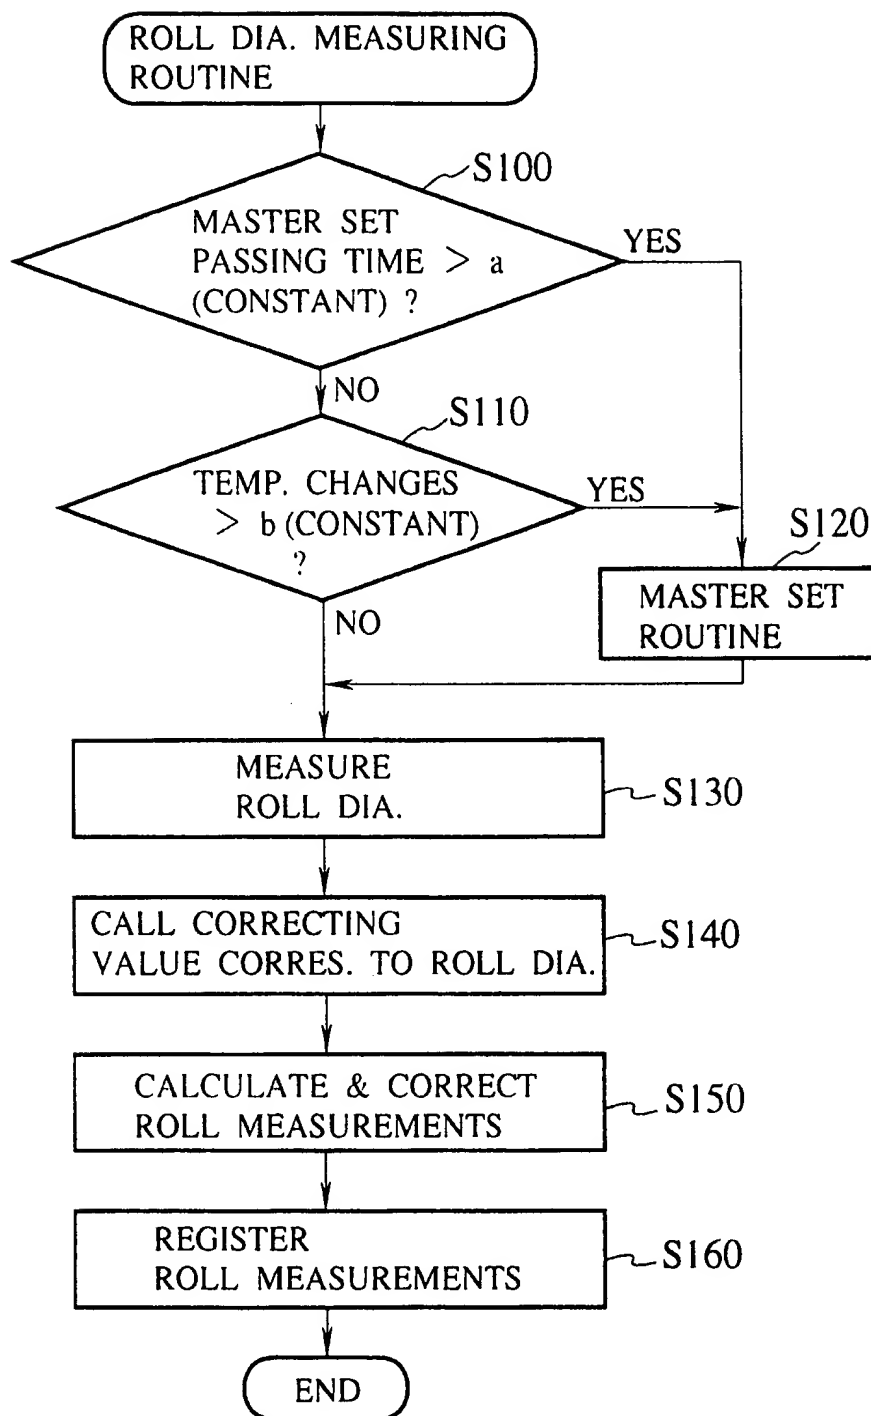 ROLL DIA. MEASURING
ROUTINE
S100
MASTER SET
PASSING TIME > a
(CONSTANT) ?
YES
NO
S110
TEMP. CHANGES
> b (CONSTANT)
?
YES
S120
MASTER SET
ROUTINE
NO
MEASURE
ROLL DIA.
S130
CALL CORRECTING
VALUE CORRES. TO ROLL DIA.
S140
CALCULATE & CORRECT
ROLL MEASUREMENTS
S150
REGISTER
ROLL MEASUREMENTS
S160
END